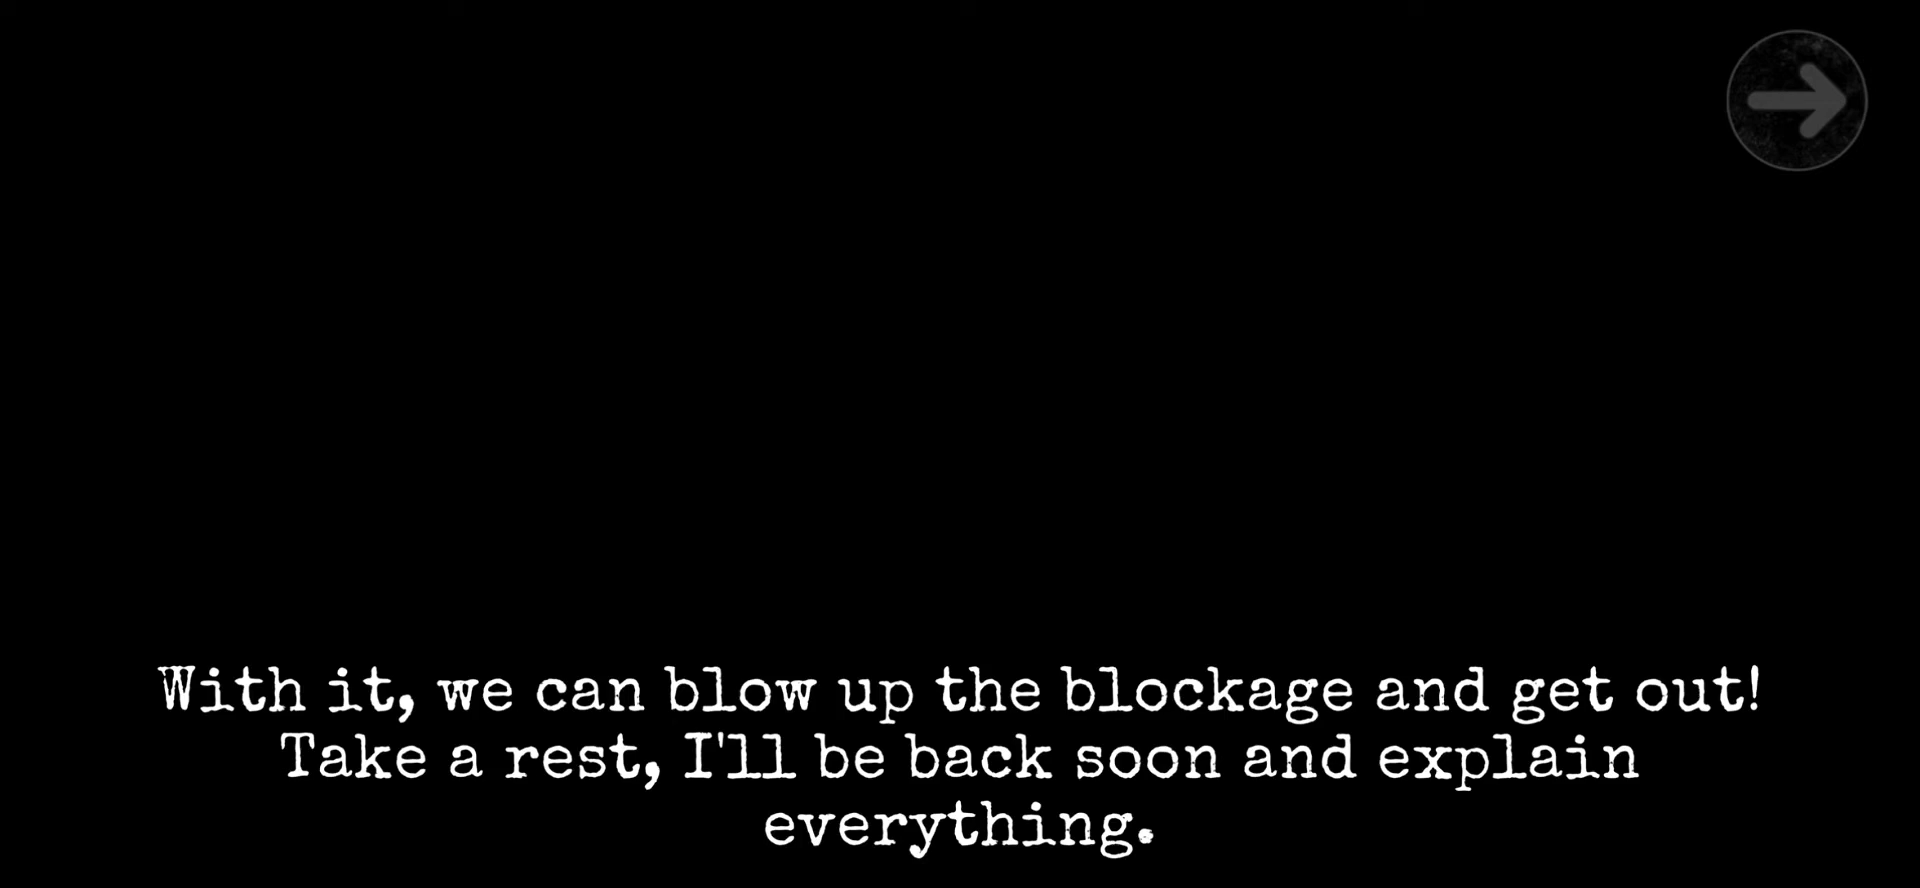 With it, we can blow up the blockage and get out!
Take a rest, I'll be back soon and explain
everything.